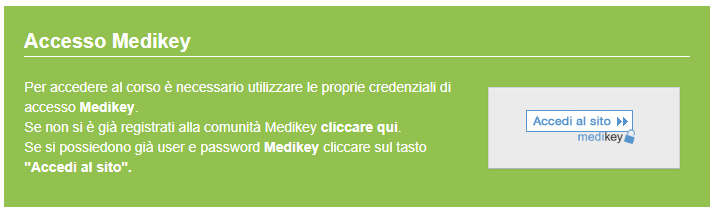 Accesso Medikey
Per accedere al corso è necessario utilizzare le proprie credenziali di
accesso Medikey.
Se non si è già registrati alla comunità Medikey cliccare qui.
Se si possiedono già user e password Medikey cliccare sul tasto
"Accedi al sito".
Accedi al sito
medikey